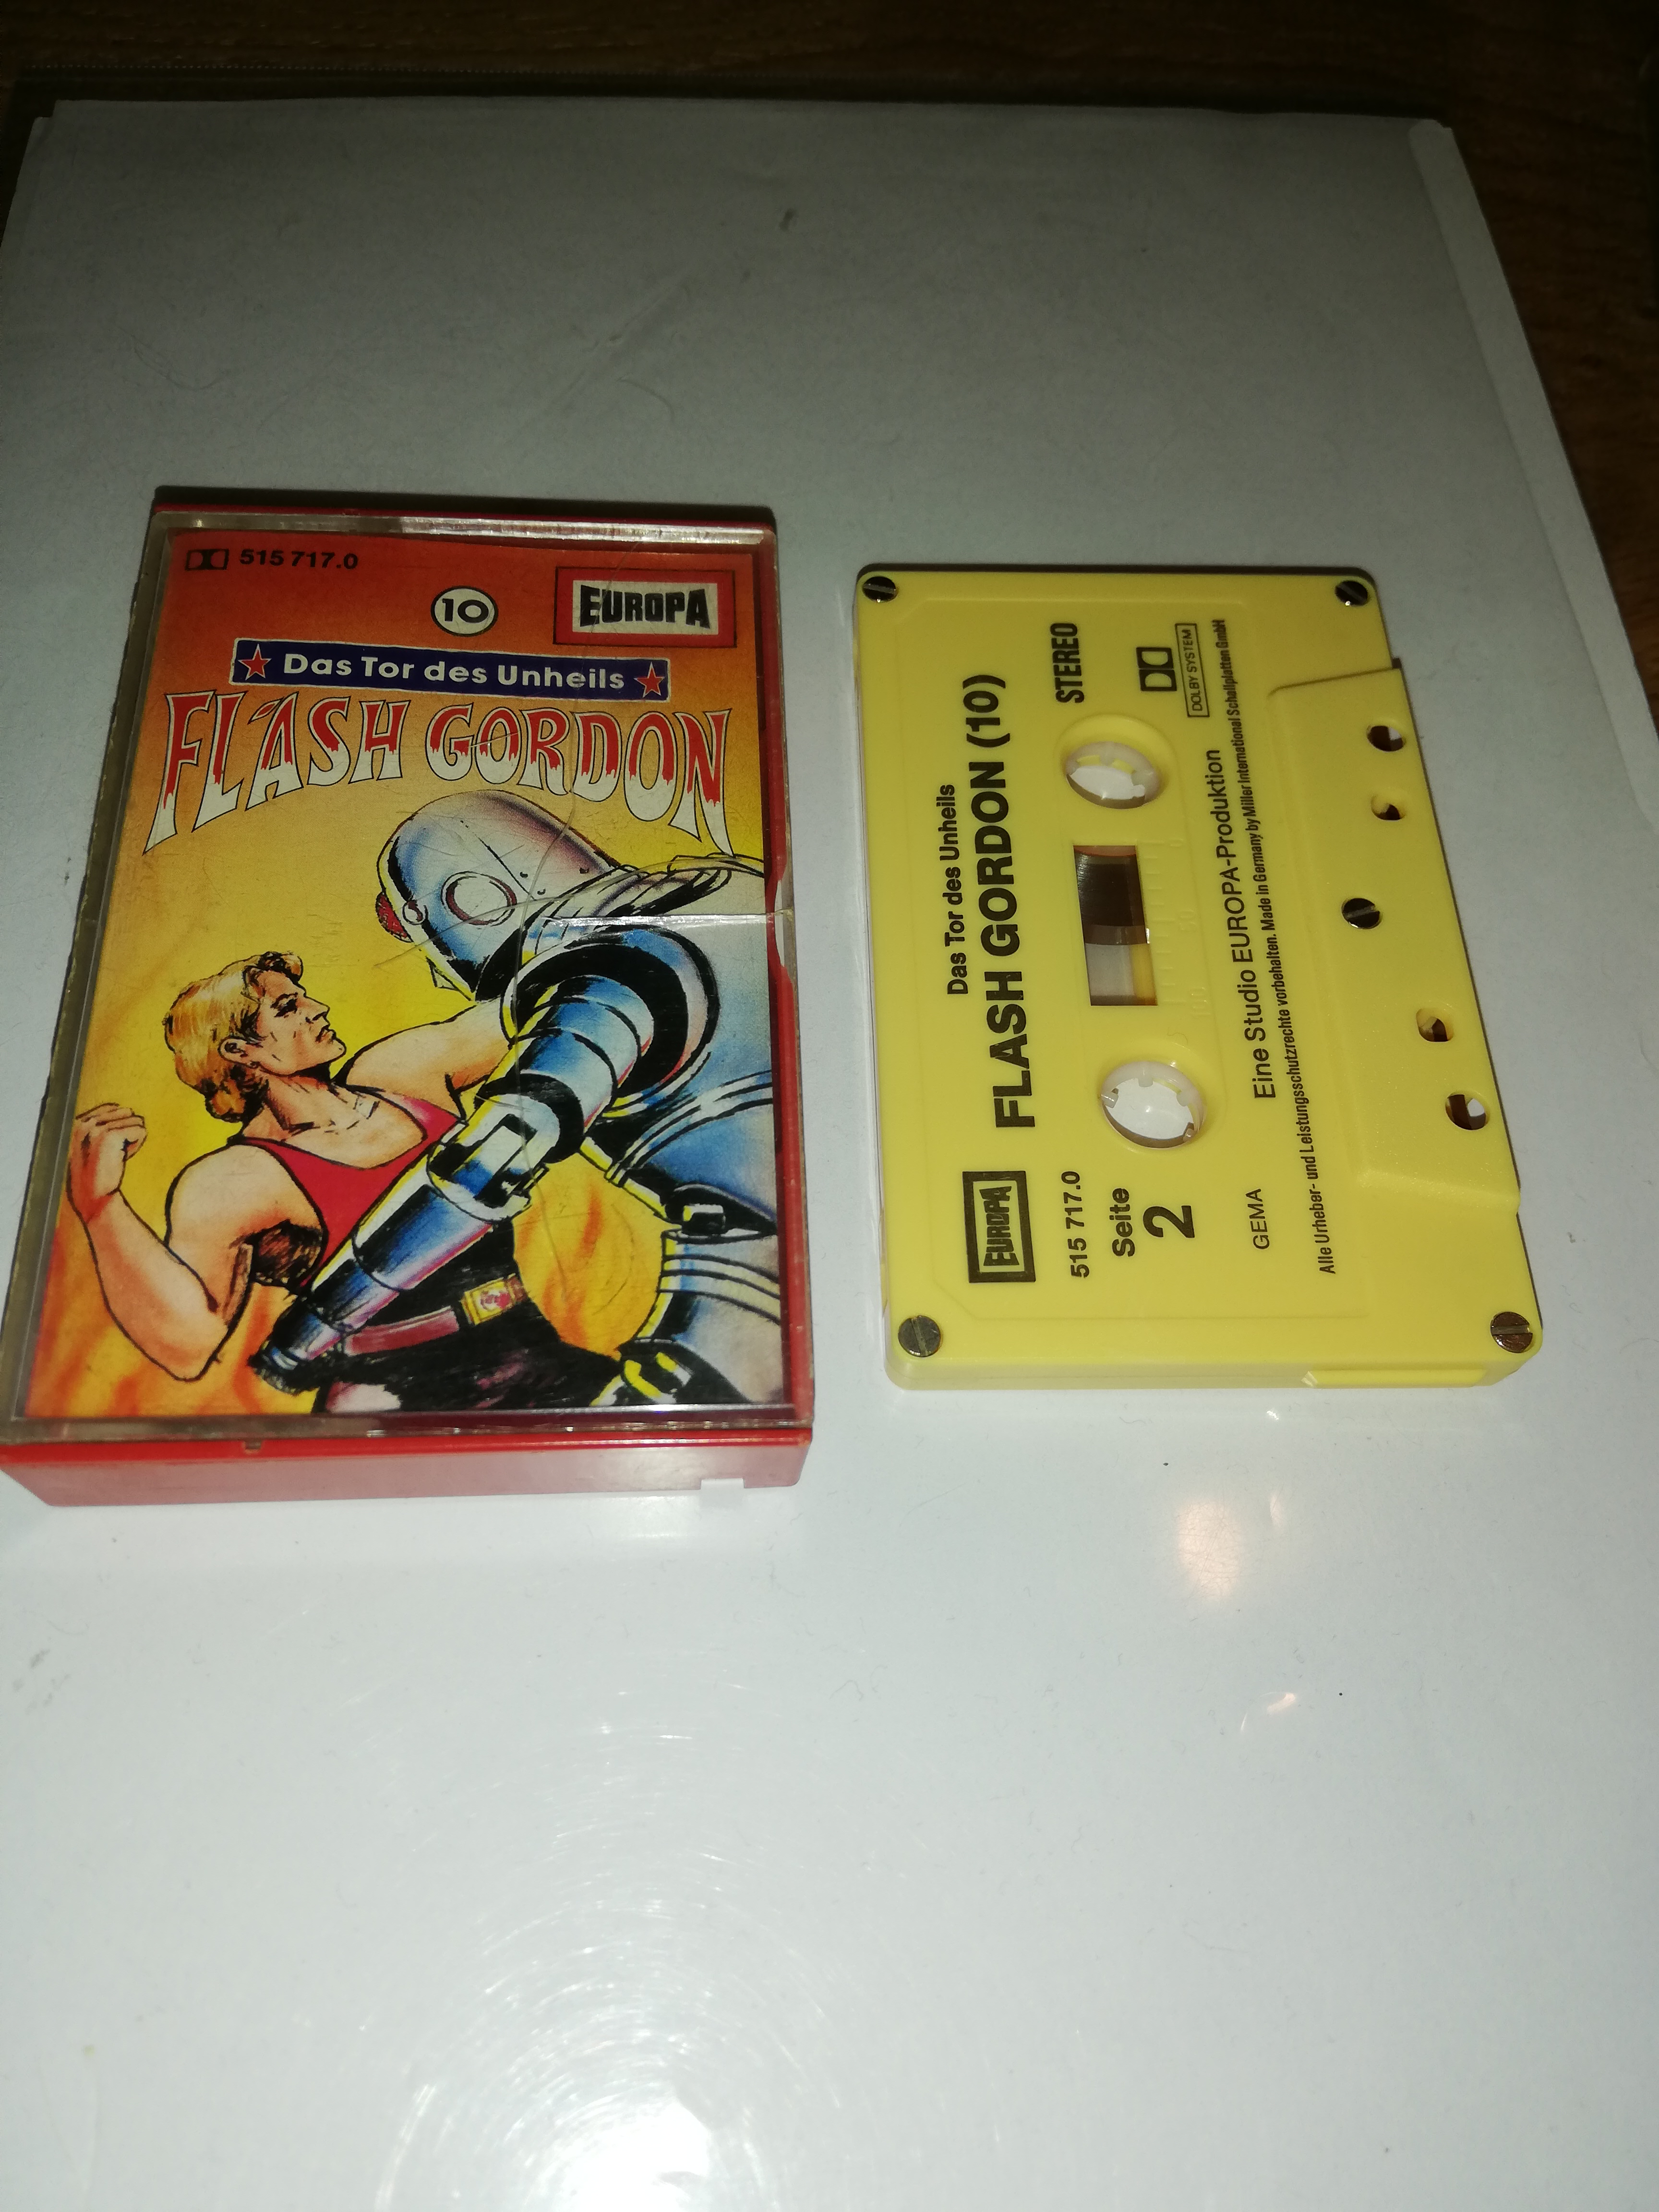 515 717.0
10
EUROPA
Das Tor des Unheils
FLASH GORDON
Das Tor des Unheils
FLASH GORDON (10)
EUROPA
515 717.0
STEREO
Seite
2
DOLBY SYSTEM
GEMA
Eine Studio EUROPA-Produktion
Alle Urheber- und Leistungsschutzrechte vorbehalten. Made in Germany by Miller International Schallplatten GmbH